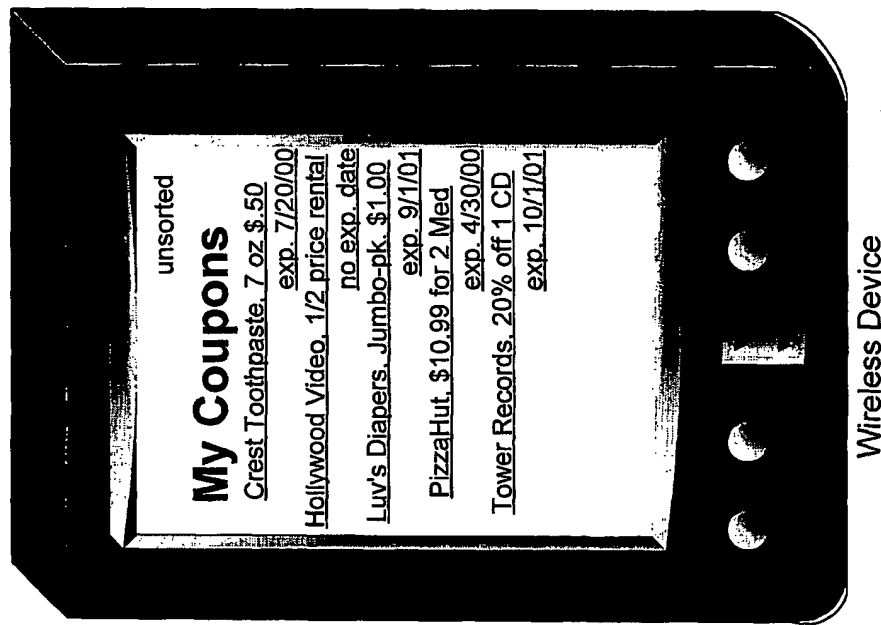 unsorted
My Coupons
Crest Toothpaste, 7 oz $.50
exp. 7/20/00
Hollywood Video, 1/2 price rental
no exp. date
Luv's Diapers, Jumbo-pk. $1.00
exp. 9/1/01
PizzaHut, $10.99 for 2 Med
exp. 4/30/00
Tower Records, 20% off 1 CD
exp. 10/1/01
Wireless Device